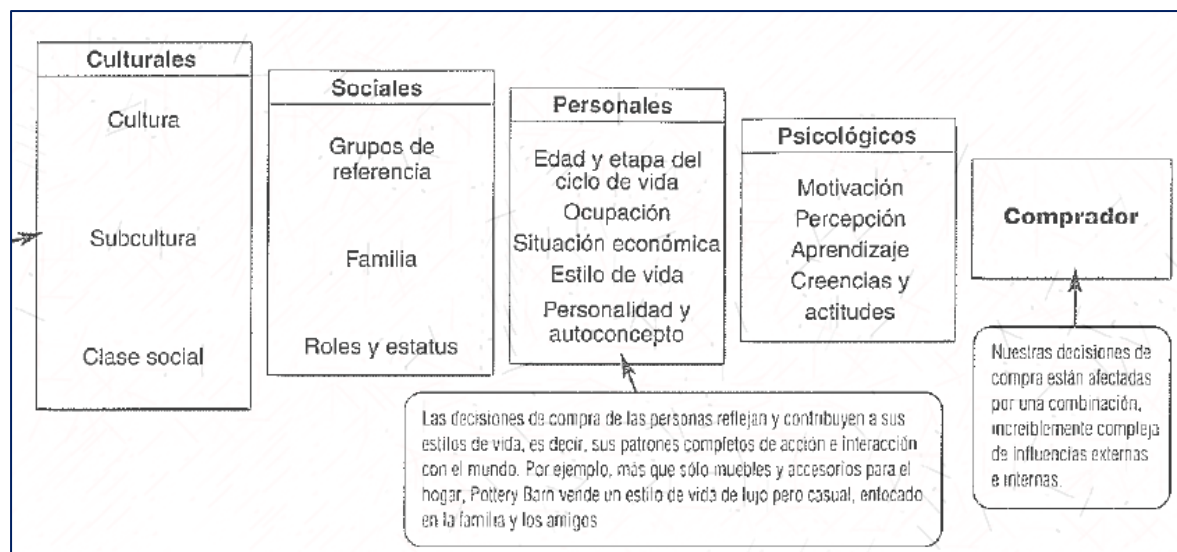 Culturales
Cultura
Subcultura
Clase social
Sociales
Grupos de
referencia
Familia
Roles y estatus
Personales
Edad y etapa del
ciclo de vida
Ocupación
Situación económica
Estilo de vida
Personalidad y
autoconcepto
Psicológicos
Motivación
Percepción
Aprendizaje
Creencias y
actitudes
Comprador
Las decisiones de compra de las personas reflejan y contribuyen a sus
estilos de vida, es decir, sus patrones completos de acción e interacción
con el mundo. Por ejemplo, más que sólo muebles y accesorios para el
hogar, Pottery Barn vende un estilo de vida de lujo pero casual, enfocado
en la familia y los amigos
Nuestras decisiones de
compra están afectadas
por una combinación,
increíblemente compleja
de influencias externas
e internas.